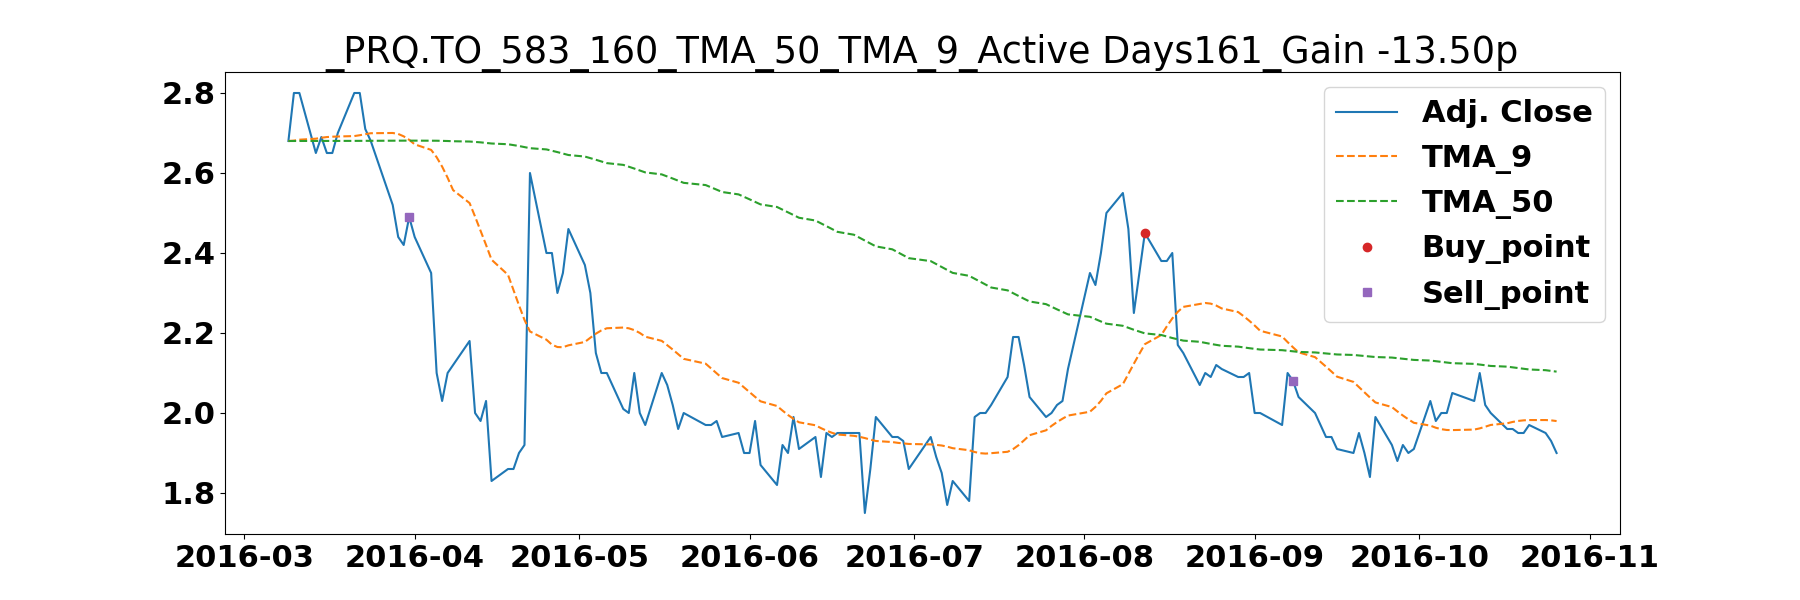 _PRQ.TO_583_160_TMA_50_TMA_9_Active Days161_Gain -13.50p
2.8
2.6
2.4
2.2
2.0
1.8
Adj. Close
TMA_9
TMA_50
Buy_point
Sell_point
2016-03 2016-04 2016-05 2016-06 2016-07 2016-08 2016-09 2016-10 2016-11